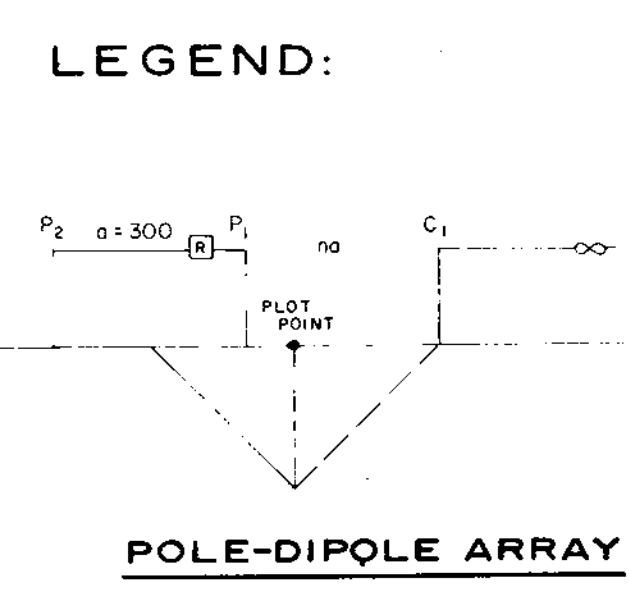 LEGEND:
P2 a = 300 R P1 na C1 ∞
PLOT
POINT
POLE-DIPOLE ARRAY